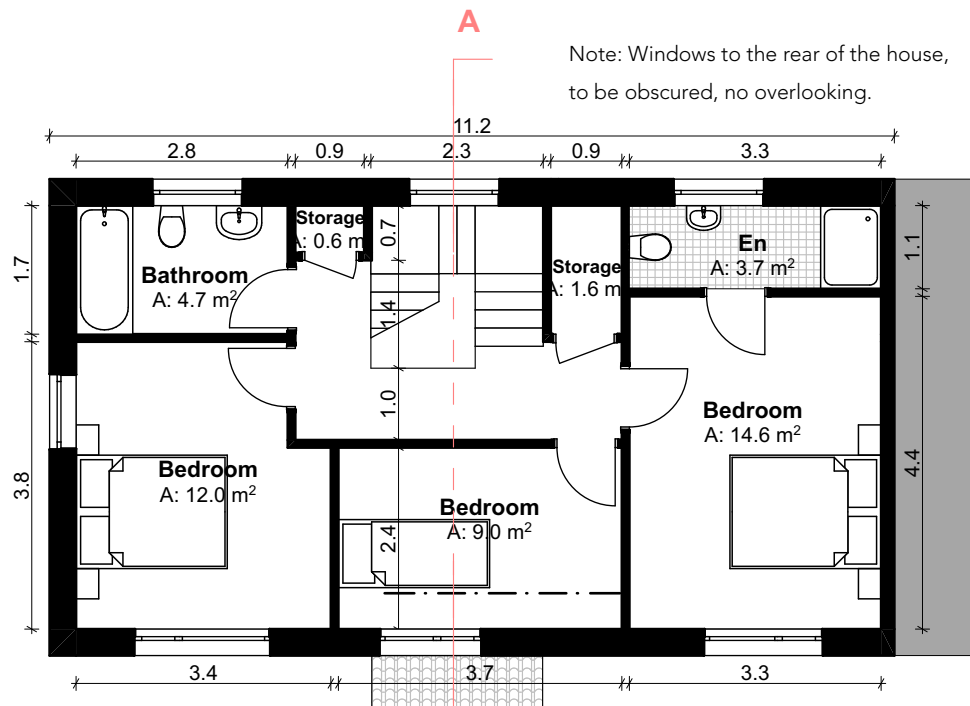 A
Note: Windows to the rear of the house,
to be obscured, no overlooking.
11.2
2.8 0.9 2.3 0.9 3.3
1.7
Bathroom
A: 4.7 m²
Storage
A: 0.6 m
0.7
1.4
1.0
2.4
Storage
A: 1.6 m
En
A: 3.7 m²
1.1
3.8
Bedroom
A: 12.0 m²
Bedroom
A: 9.0 m²
Bedroom
A: 14.6 m²
4.4
3.4 3.7 3.3